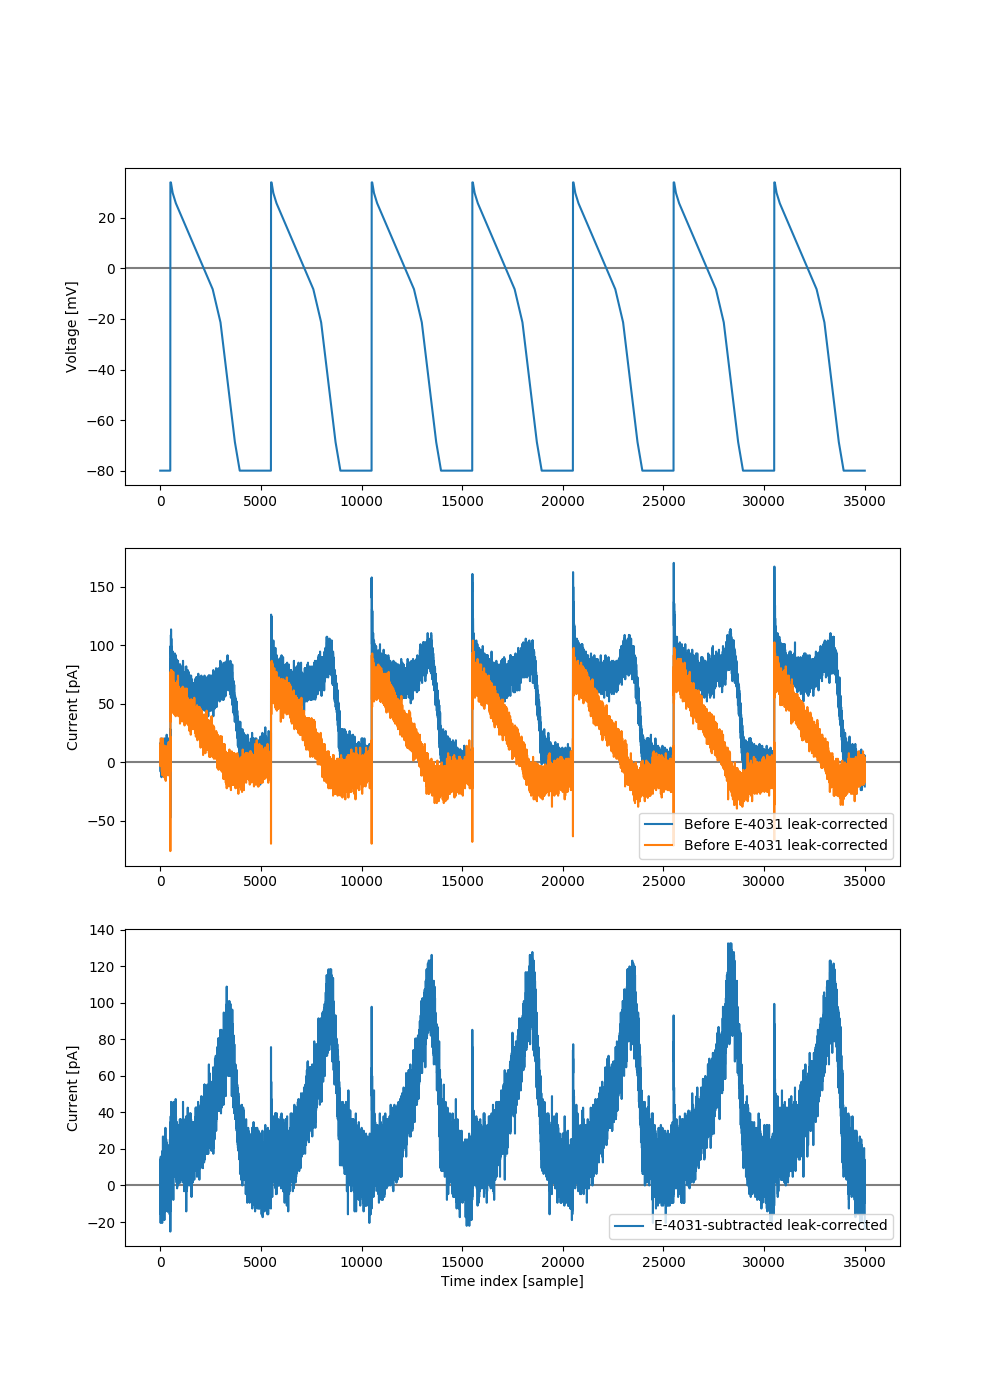 20
0
−20
−40
−60
−80
Voltage [mV]
0 5000 10000 15000 20000 25000 30000 35000
150
100
50
0
−50
Current [pA]
Before E-4031 leak-corrected
Before E-4031 leak-corrected
0 5000 10000 15000 20000 25000 30000 35000
140
120
100
80
60
40
20
0
−20
Current [pA]
E-4031-subtracted leak-corrected
0 5000 10000 15000 20000 25000 30000 35000
Time index [sample]